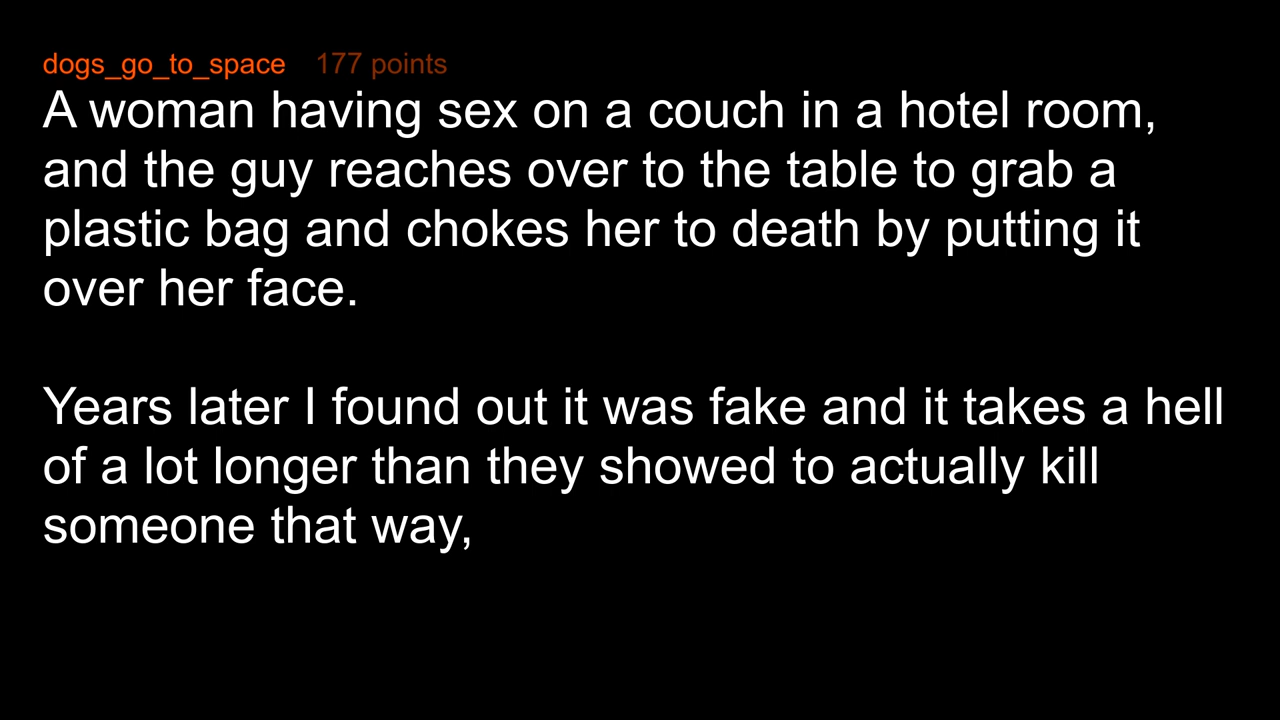 dogs_go_to_space 177 points
A woman having sex on a couch in a hotel room,
and the guy reaches over to the table to grab a
plastic bag and chokes her to death by putting it
over her face.
Years later I found out it was fake and it takes a hell
of a lot longer than they showed to actually kill
someone that way,